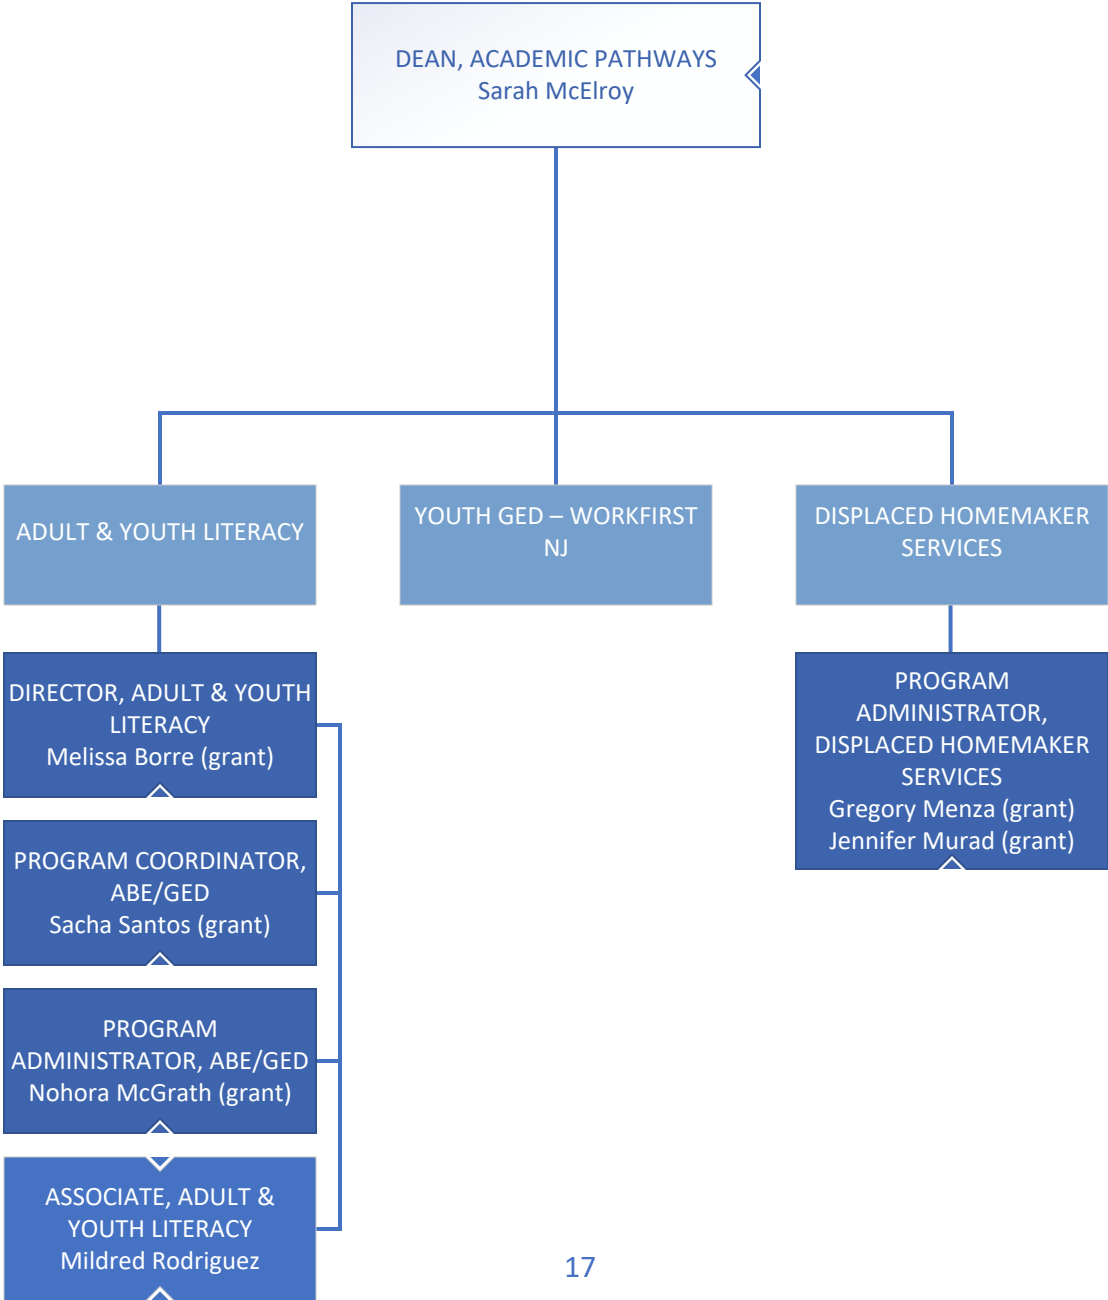 DEAN, ACADEMIC PATHWAYS
Sarah McElroy
ADULT & YOUTH LITERACY
YOUTH GED – WORKFIRST
NJ
DISPLACED HOMEMAKER
SERVICES
DIRECTOR, ADULT & YOUTH
LITERACY
Melissa Borre (grant)
PROGRAM COORDINATOR,
ABE/GED
Sacha Santos (grant)
PROGRAM
ADMINISTRATOR, ABE/GED
Nohora McGrath (grant)
ASSOCIATE, ADULT &
YOUTH LITERACY
Mildred Rodriguez
PROGRAM
ADMINISTRATOR,
DISPLACED HOMEMAKER
SERVICES
Gregory Menza (grant)
Jennifer Murad (grant)
17